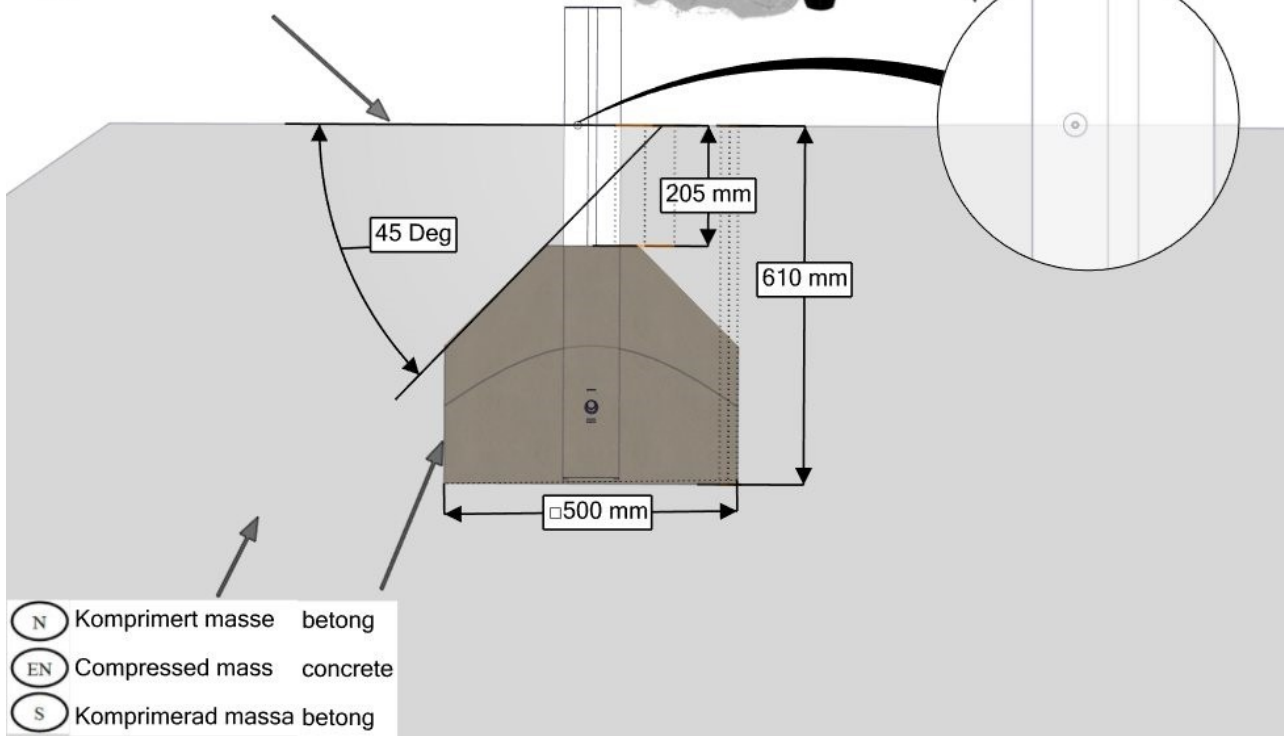 205 mm
45 Deg
610 mm
□500 mm
N Komprimert masse betong
EN Compressed mass concrete
S Komprimerad massa betong